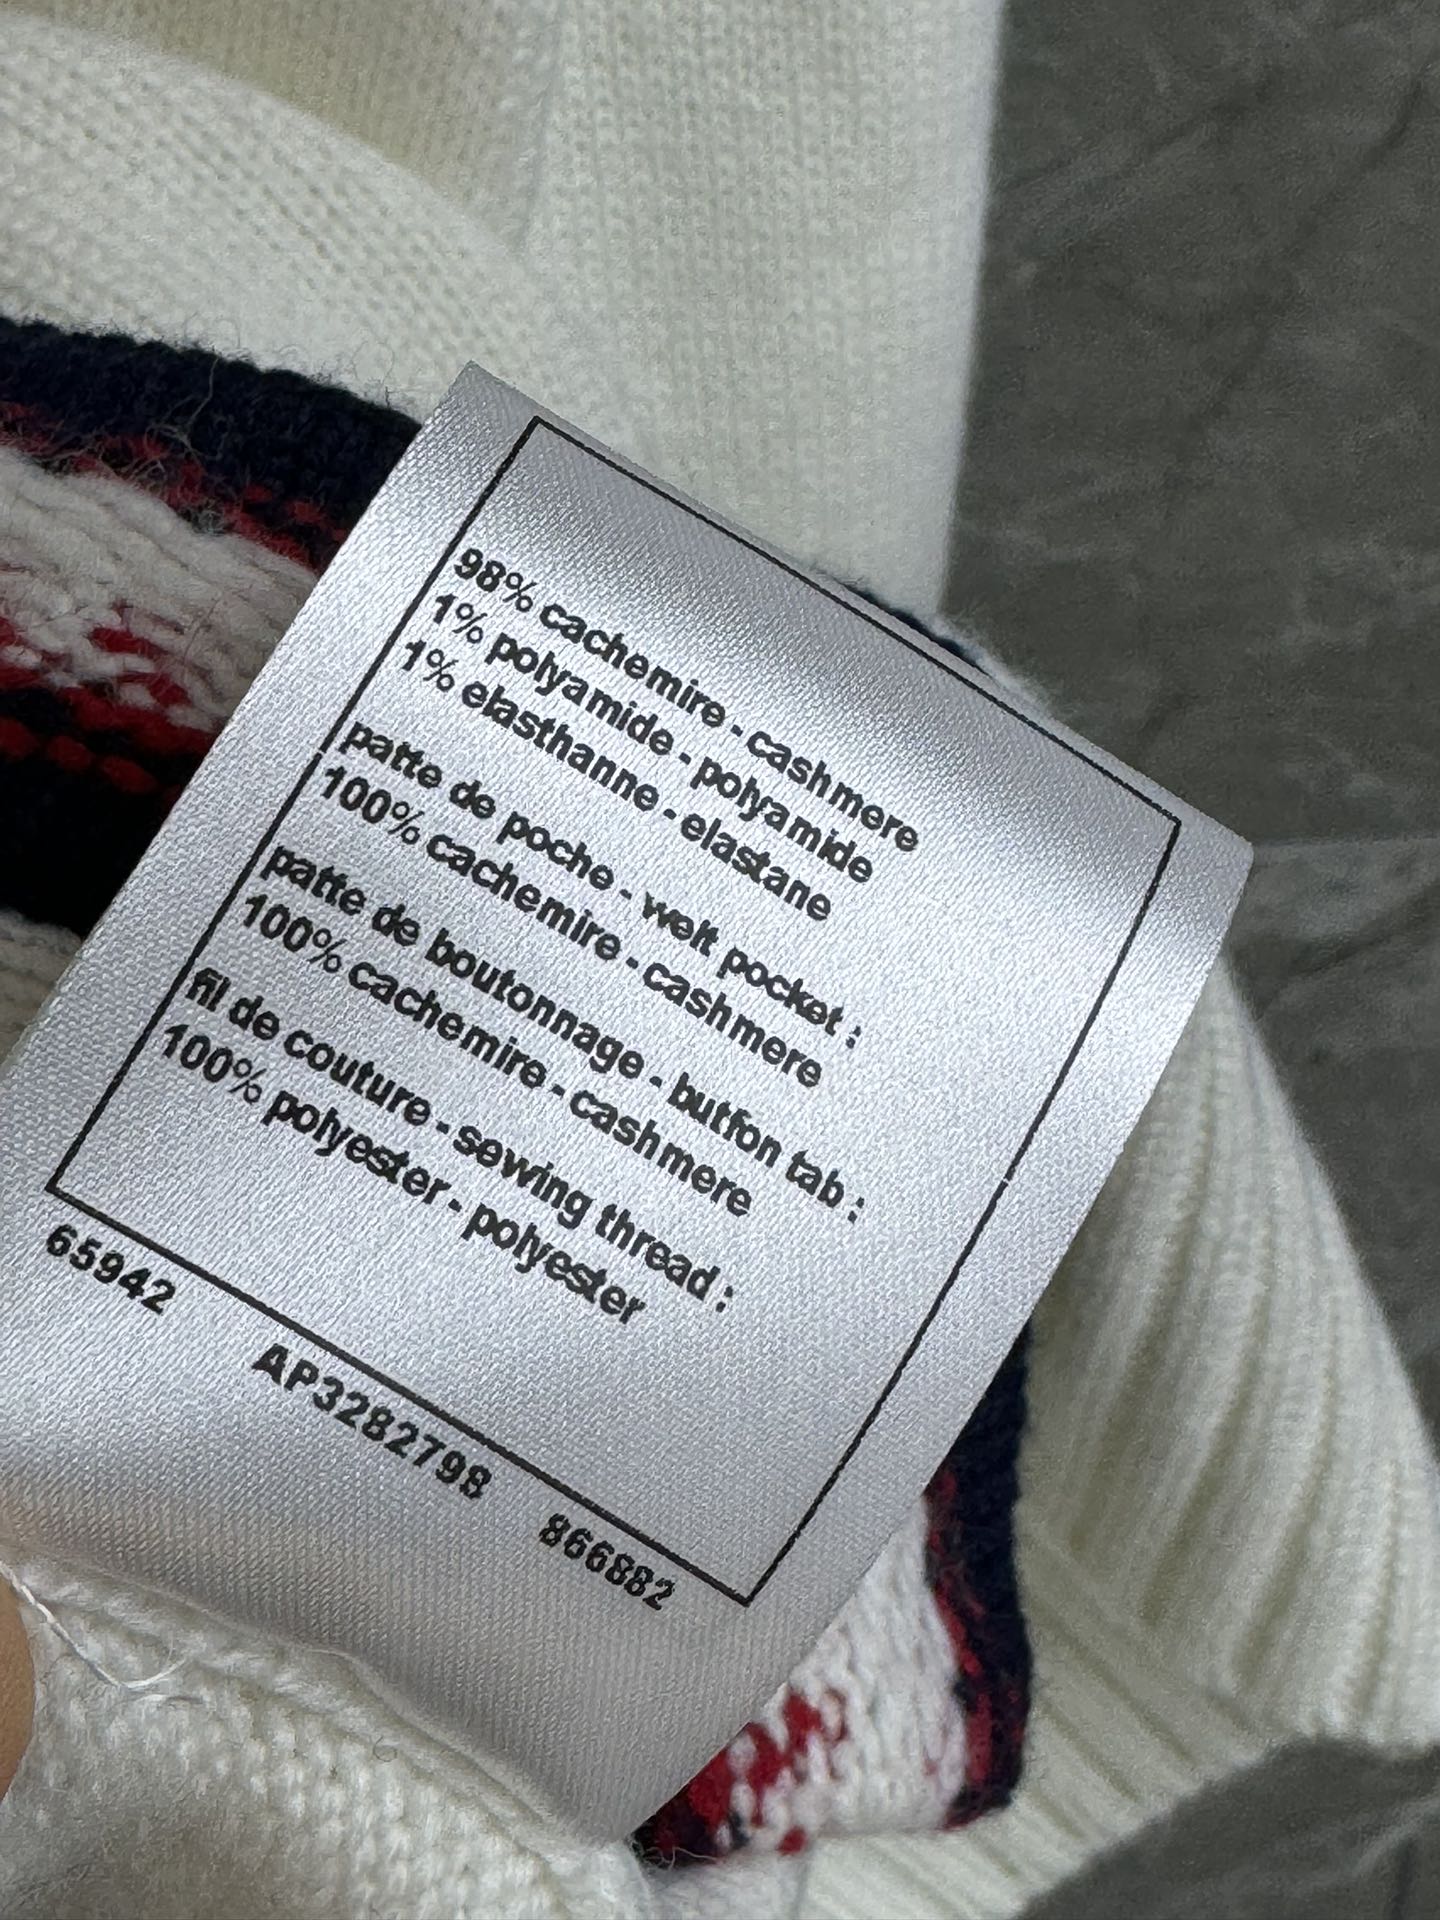 98% cachemire - cashmere
1% polyamide - polyamide
1% elasthanne - elastane
patte de poche - welt pocket :
100% cachemire - cashmere
patte de boutonnage - button tab :
100% cachemire - cashmere
fil de couture - sewing thread :
100% polyester - polyester
65942 AP3282798 866882